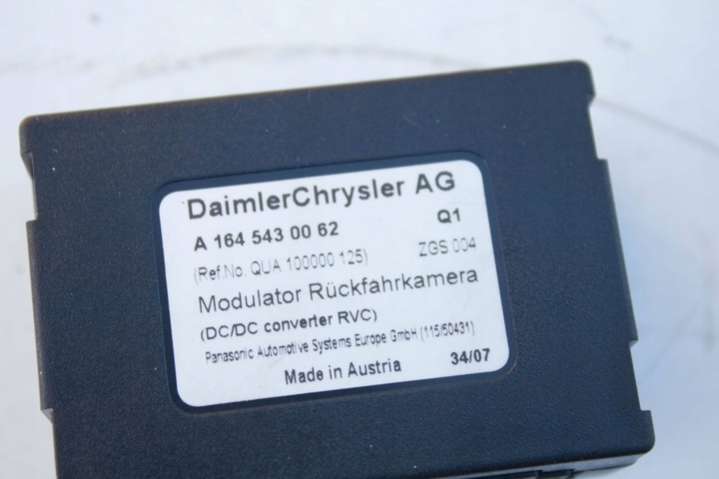 DaimlerChrysler AG
A 164 543 00 62 Q1
(Ref.No. QUA 100000 125) ZGS 004
Modulator Rückfahrkamera
(DC/DC converter RVC)
Panasonic Automotive Systems Europe GmbH (115/50431)
Made in Austria 34/07